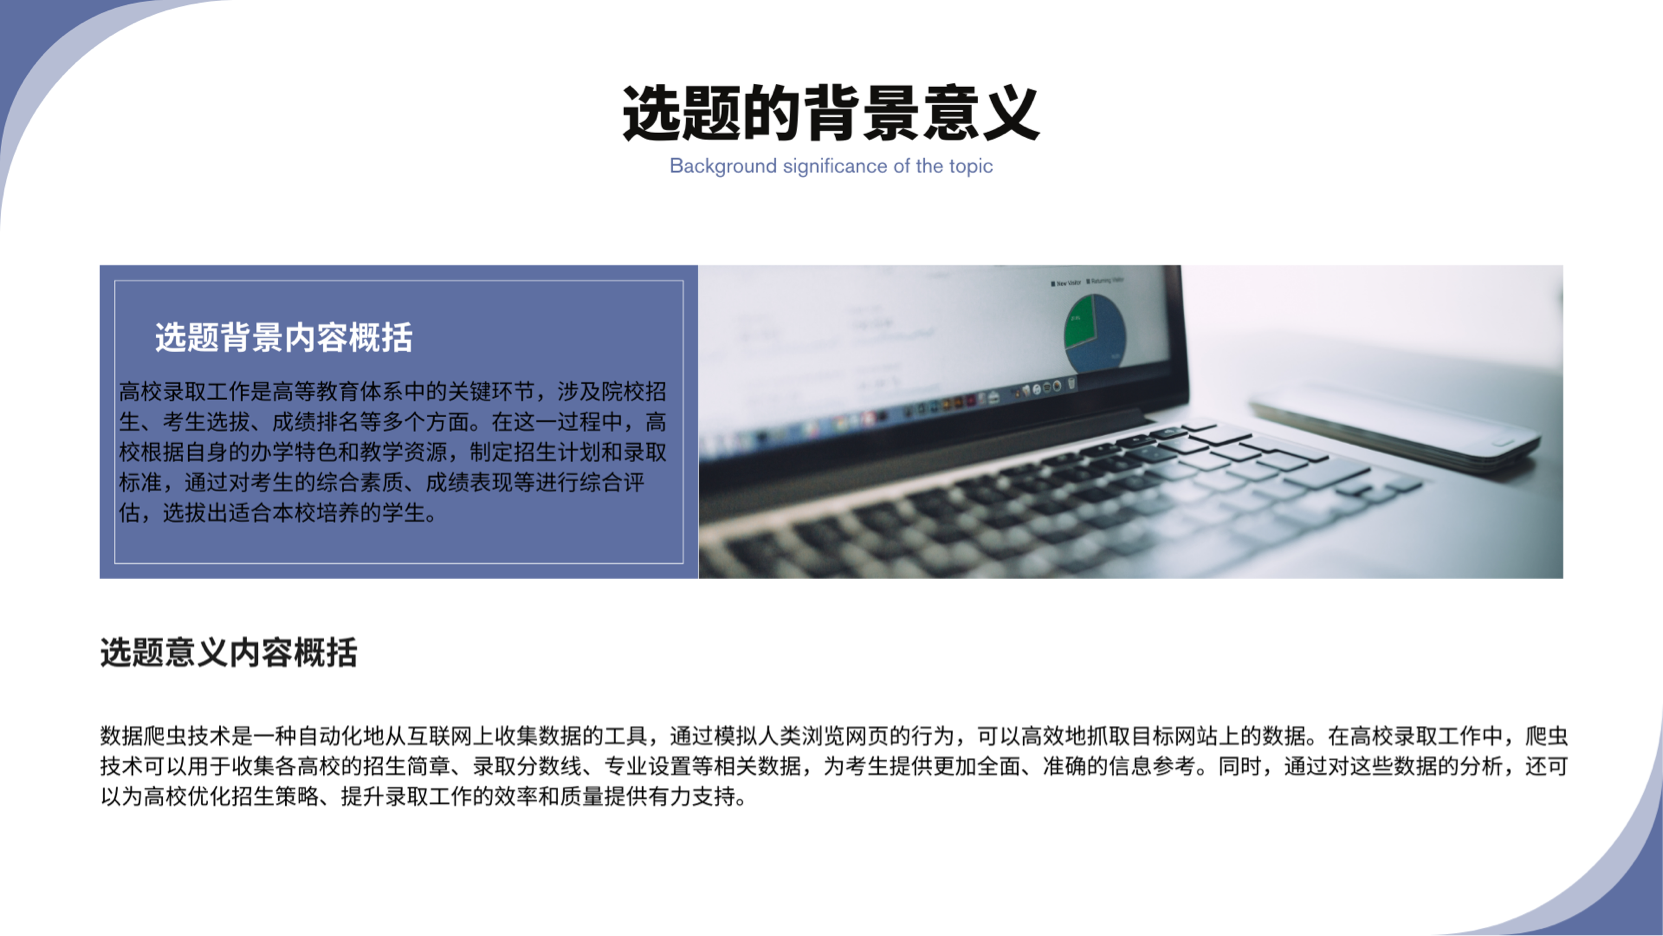 选题的背景意义
Background significance of the topic
选题背景内容概括
高校录取工作是高等教育体系中的关键环节，涉及院校招
生、考生选拔、成绩排名等多个方面。在这一过程中，高
校根据自身的办学特色和教学资源，制定招生计划和录取
标准，通过对考生的综合素质、成绩表现等进行综合评
估，选拔出适合本校培养的学生。
New Visitor Returning Visitor
选题意义内容概括
数据爬虫技术是一种自动化地从互联网上收集数据的工具，通过模拟人类浏览网页的行为，可以高效地抓取目标网站上的数据。在高校录取工作中，爬虫
技术可以用于收集各高校的招生简章、录取分数线、专业设置等相关数据，为考生提供更加全面、准确的信息参考。同时，通过对这些数据的分析，还可
以为高校优化招生策略、提升录取工作的效率和质量提供有力支持。